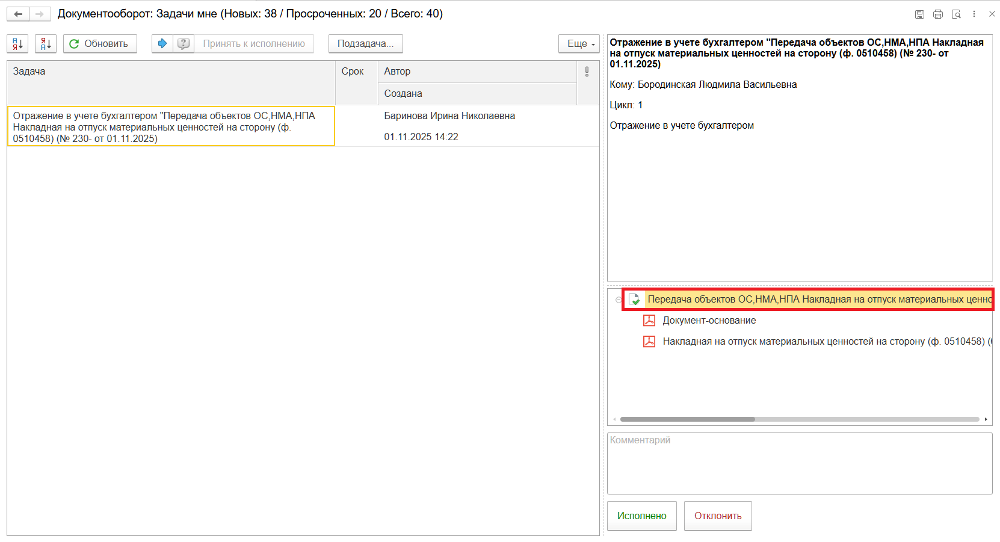 Документооборот: Задачи мне (Новых: 38 / Просроченных: 20 / Всего: 40)
А
Я
Я
А
Обновить
?
Принять к исполнению
Подзадача...
Еще
Задача
Срок
Автор
Создана
Отражение в учете бухгалтером "Передача объектов ОС,НМА,НПА
Накладная на отпуск материальных ценностей на сторону (ф.
0510458) (№ 230- от 01.11.2025)
Баринова Ирина Николаевна
01.11.2025 14:22
Отражение в учете бухгалтером "Передача объектов ОС,НМА,НПА Накладная
на отпуск материальных ценностей на сторону (ф. 0510458) (№ 230- от
01.11.2025)
Кому: Бородинская Людмила Васильевна
Цикл: 1
Отражение в учете бухгалтером
Передача объектов ОС,НМА,НПА Накладная на отпуск материальных ценно
Документ-основание
Накладная на отпуск материальных ценностей на сторону (ф. 0510458) (
Комментарий
Исполнено
Отклонить